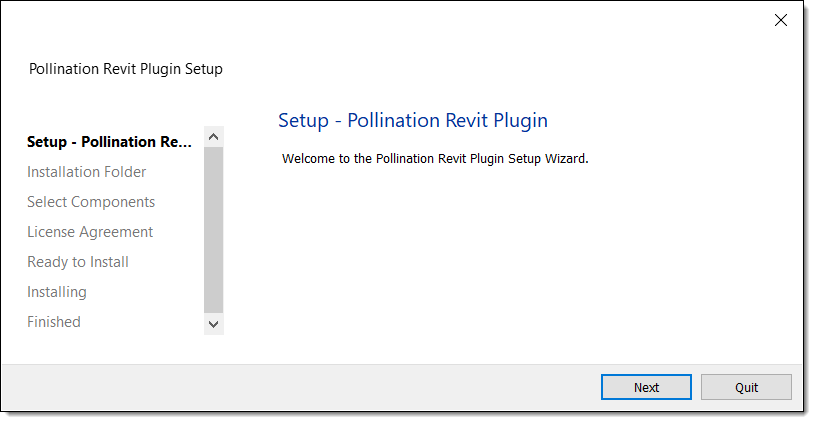 Pollination Revit Plugin Setup
Setup - Pollination Re...
Installation Folder
Select Components
License Agreement
Ready to Install
Installing
Finished
Setup - Pollination Revit Plugin
Welcome to the Pollination Revit Plugin Setup Wizard.
Next
Quit